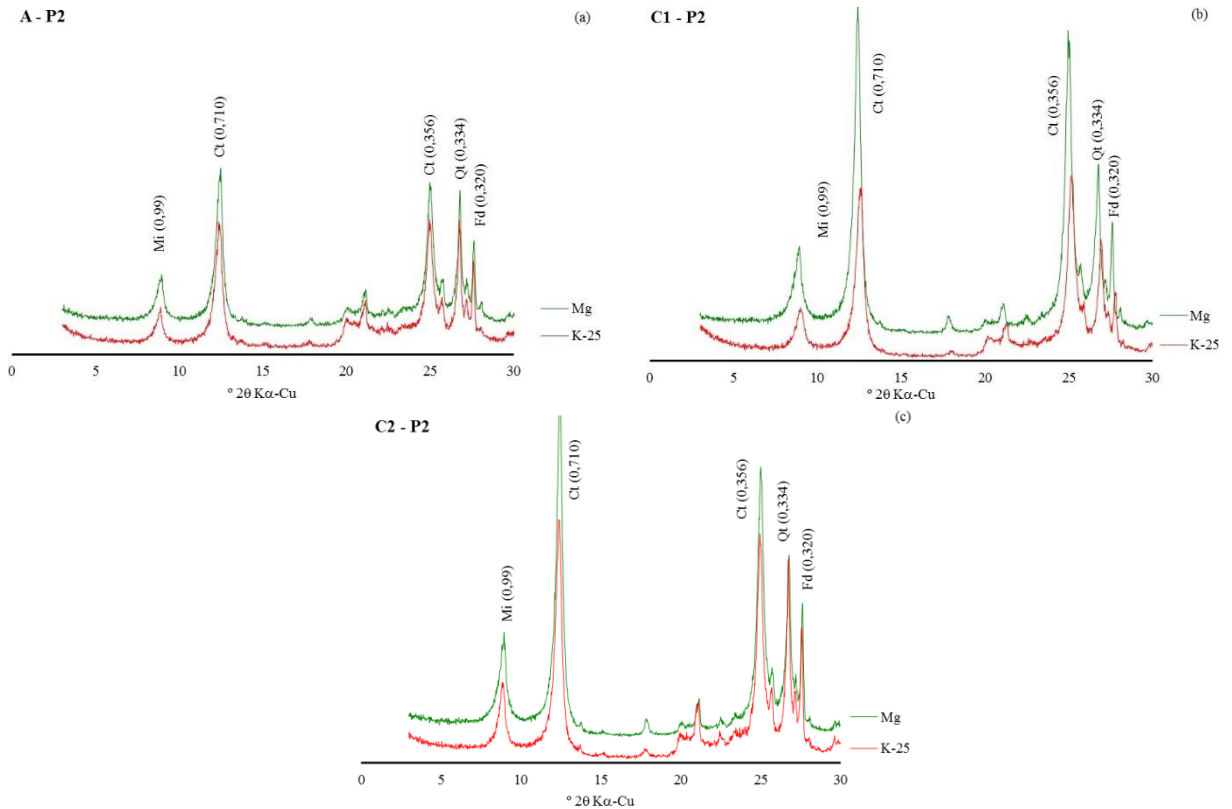 A - P2
(a)
Mi (0,99)
Ct (0,710)
Ct (0,356)
Qt (0,334)
Fd (0,320)
Mg
K-25
0 5 10 15 20 25 30
° 2θ Kα-Cu
C1 - P2
(b)
Mi (0,99)
Ct (0,710)
Ct (0,356)
Qt (0,334)
Fd (0,320)
Mg
K-25
0 5 10 15 20 25 30
° 2θ Kα-Cu
C2 - P2
(c)
Mi (0,99)
Ct (0,710)
Ct (0,356)
Qt (0,334)
Fd (0,320)
Mg
K-25
0 5 10 15 20 25 30
° 2θ Kα-Cu